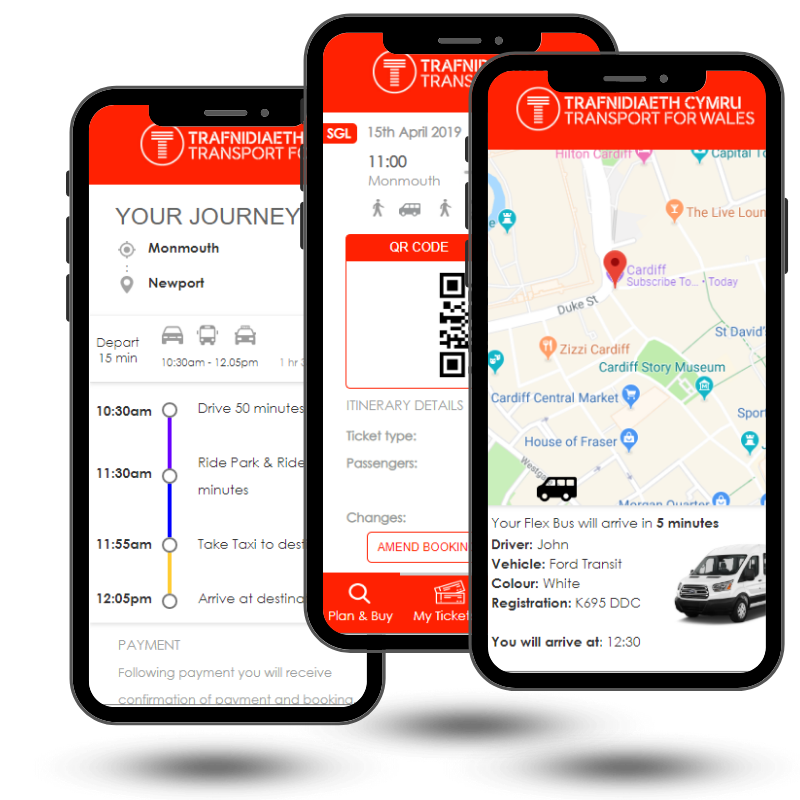 TRAFNIDIAETH
TRANSPORT FO
YOUR JOURNEY
Monmouth
Newport
Depart
15 min
10:30am - 12.05pm
1 hr 3
10:30am
Drive 50 minutes
11:30am
Ride Park & Ride
minutes
11:55am
Take Taxi to dest
12:05pm
Arrive at destina
PAYMENT
Following payment you will receive
confirmation of payment and booking
TRAFNID
TRANS
SGL
15th April 2019
11:00
Monmouth
QR CODE
ITINERARY DETAILS
Ticket type:
Passengers:
Changes:
AMEND BOOKIN
Plan & Buy
My Ticket
TRAFNIDIAETH CYMRU
TRANSPORT FOR WALES
Hilton Cardiff
Capital To
The Live Loun
Cardiff
Subscribe To... • Today
Duke St
St David'
Zizzi Cardiff
Cardiff Story Museum
Cardiff Central Market
Spor
House of Fraser
Westga
Morgan Quarter
Your Flex Bus will arrive in 5 minutes
Driver: John
Vehicle: Ford Transit
Colour: White
Registration: K695 DDC
You will arrive at: 12:30